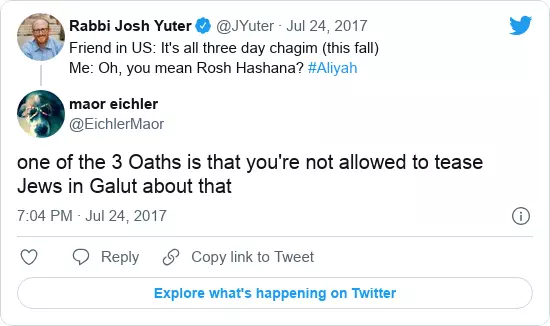 Rabbi Josh Yuter @JYuter · Jul 24, 2017
Friend in US: It's all three day chagim (this fall)
Me: Oh, you mean Rosh Hashana? #Aliyah
maor eichler
@EichlerMaor
one of the 3 Oaths is that you're not allowed to tease
Jews in Galut about that
7:04 PM · Jul 24, 2017
Reply
Copy link to Tweet
Explore what's happening on Twitter